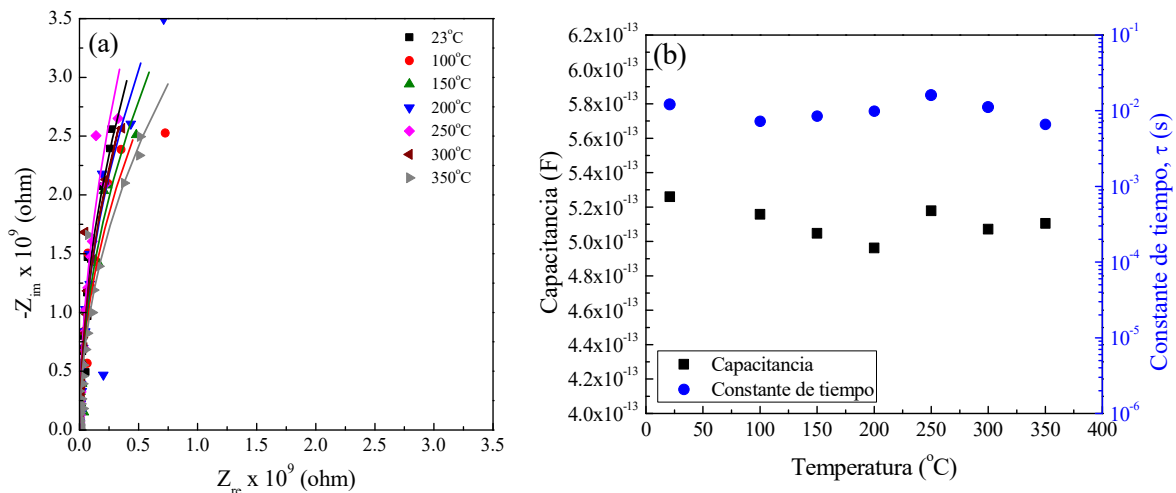 (a)
23°C
100°C
150°C
200°C
250°C
300°C
350°C
3.5
3.0
2.5
2.0
1.5
1.0
0.5
0.0
-Z_im x 10^9 (ohm)
0.0 0.5 1.0 1.5 2.0 2.5 3.0 3.5
Z_re x 10^9 (ohm)
(b)
6.2x10^-13
6.0x10^-13
5.8x10^-13
5.6x10^-13
5.4x10^-13
5.2x10^-13
5.0x10^-13
4.8x10^-13
4.6x10^-13
4.4x10^-13
4.2x10^-13
4.0x10^-13
Capacitancia (F)
Capacitancia
Constante de tiempo
0 50 100 150 200 250 300 350 400
Temperatura (°C)
10^-1
10^-2
10^-3
10^-4
10^-5
10^-6
Constante de tiempo, τ (s)